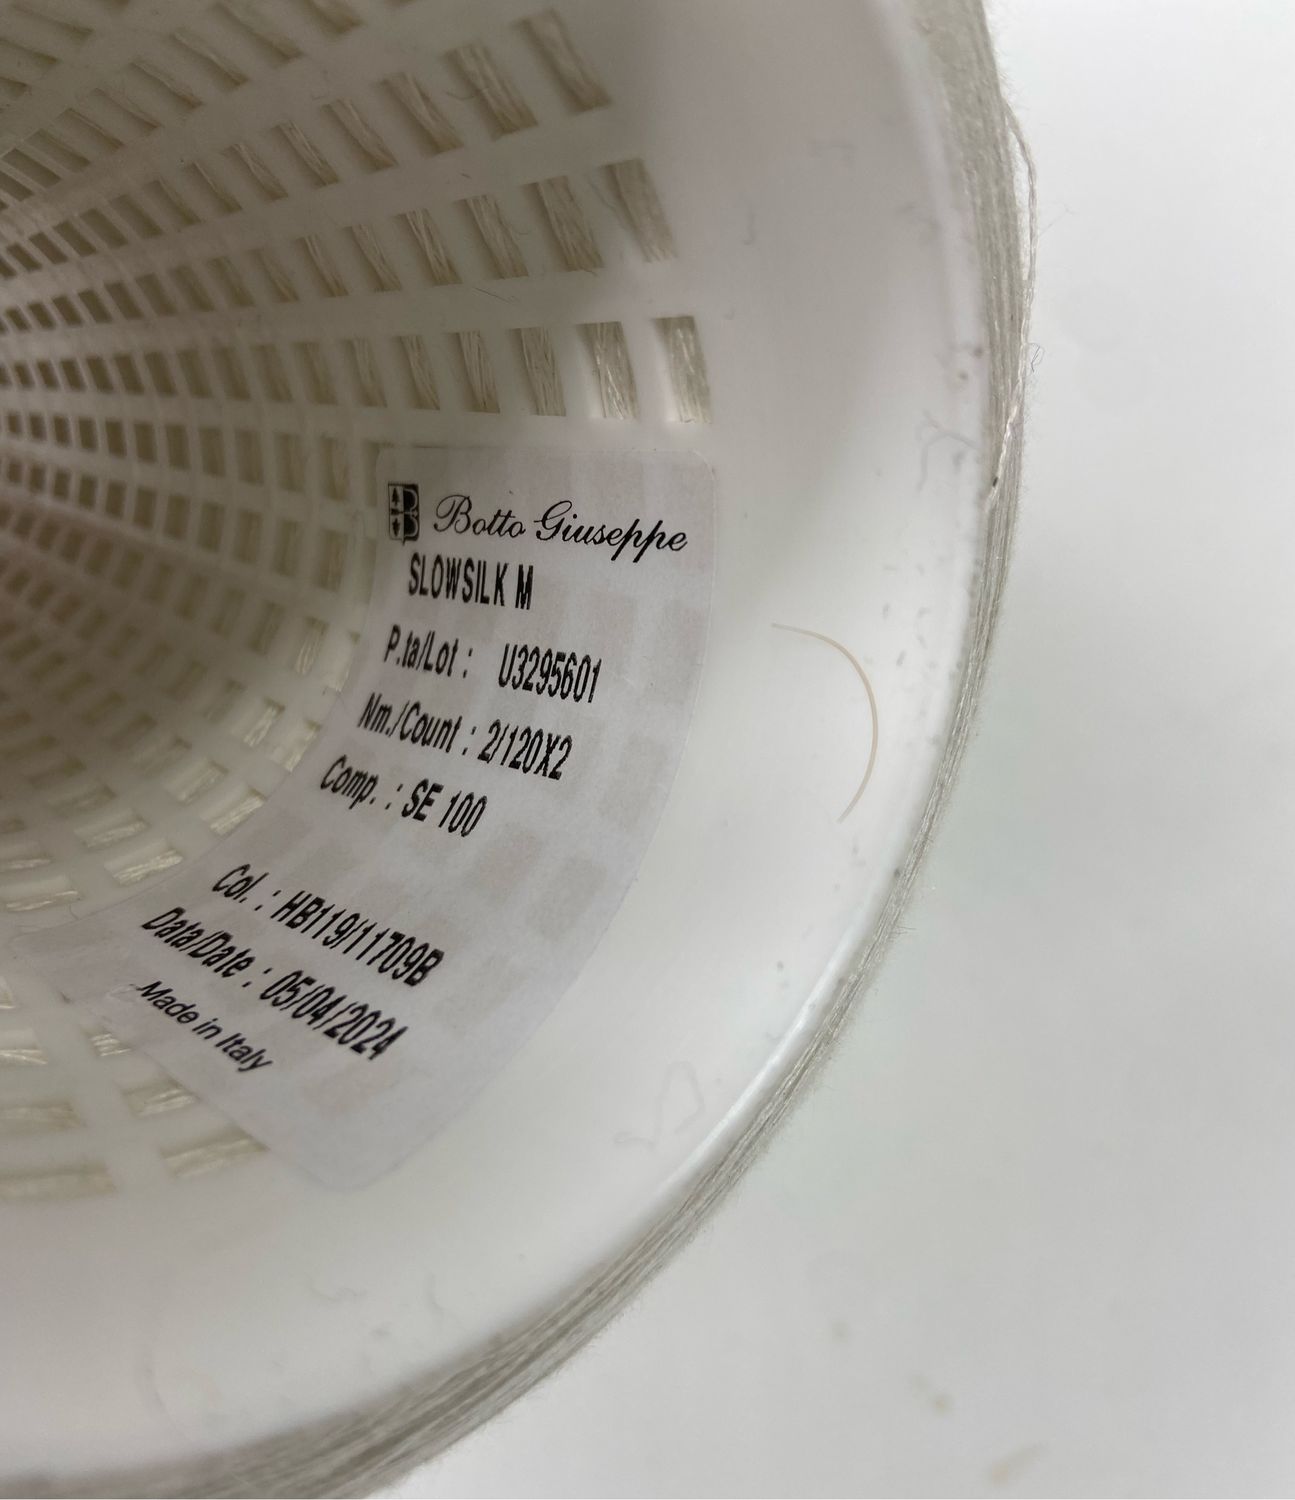 Botto Giuseppe
SLOWSILK M
P.ta/Lot : U3295601
Nm./Count : 2/120X2
Comp. : SE 100
Col. : HB119/11709B
Data/Date : 05/04/2024
Made in Italy